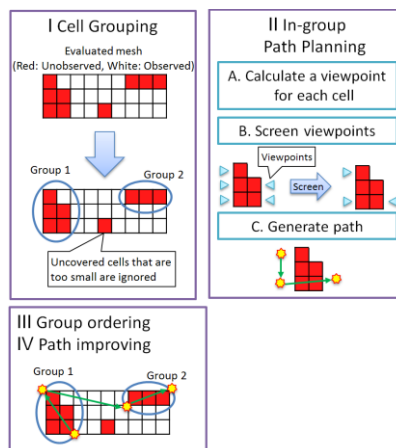 I Cell Grouping
Evaluated mesh
(Red: Unobserved, White: Observed)
Group 1
Group 2
Uncovered cells that are
too small are ignored
II In-group
Path Planning
A. Calculate a viewpoint
for each cell
B. Screen viewpoints
Viewpoints
Screen
C. Generate path
III Group ordering
IV Path improving
Group 1
Group 2